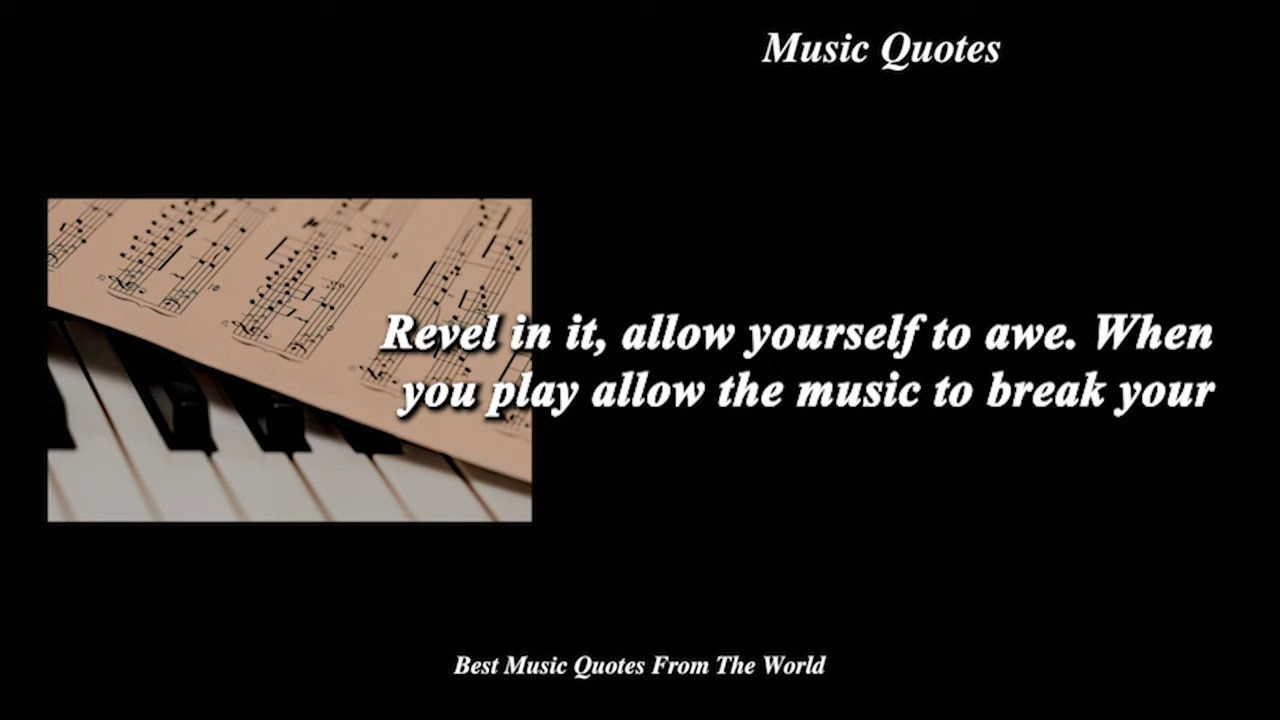 Music Quotes
Revel in it, allow yourself to awe. When
you play allow the music to break your
Best Music Quotes From The World